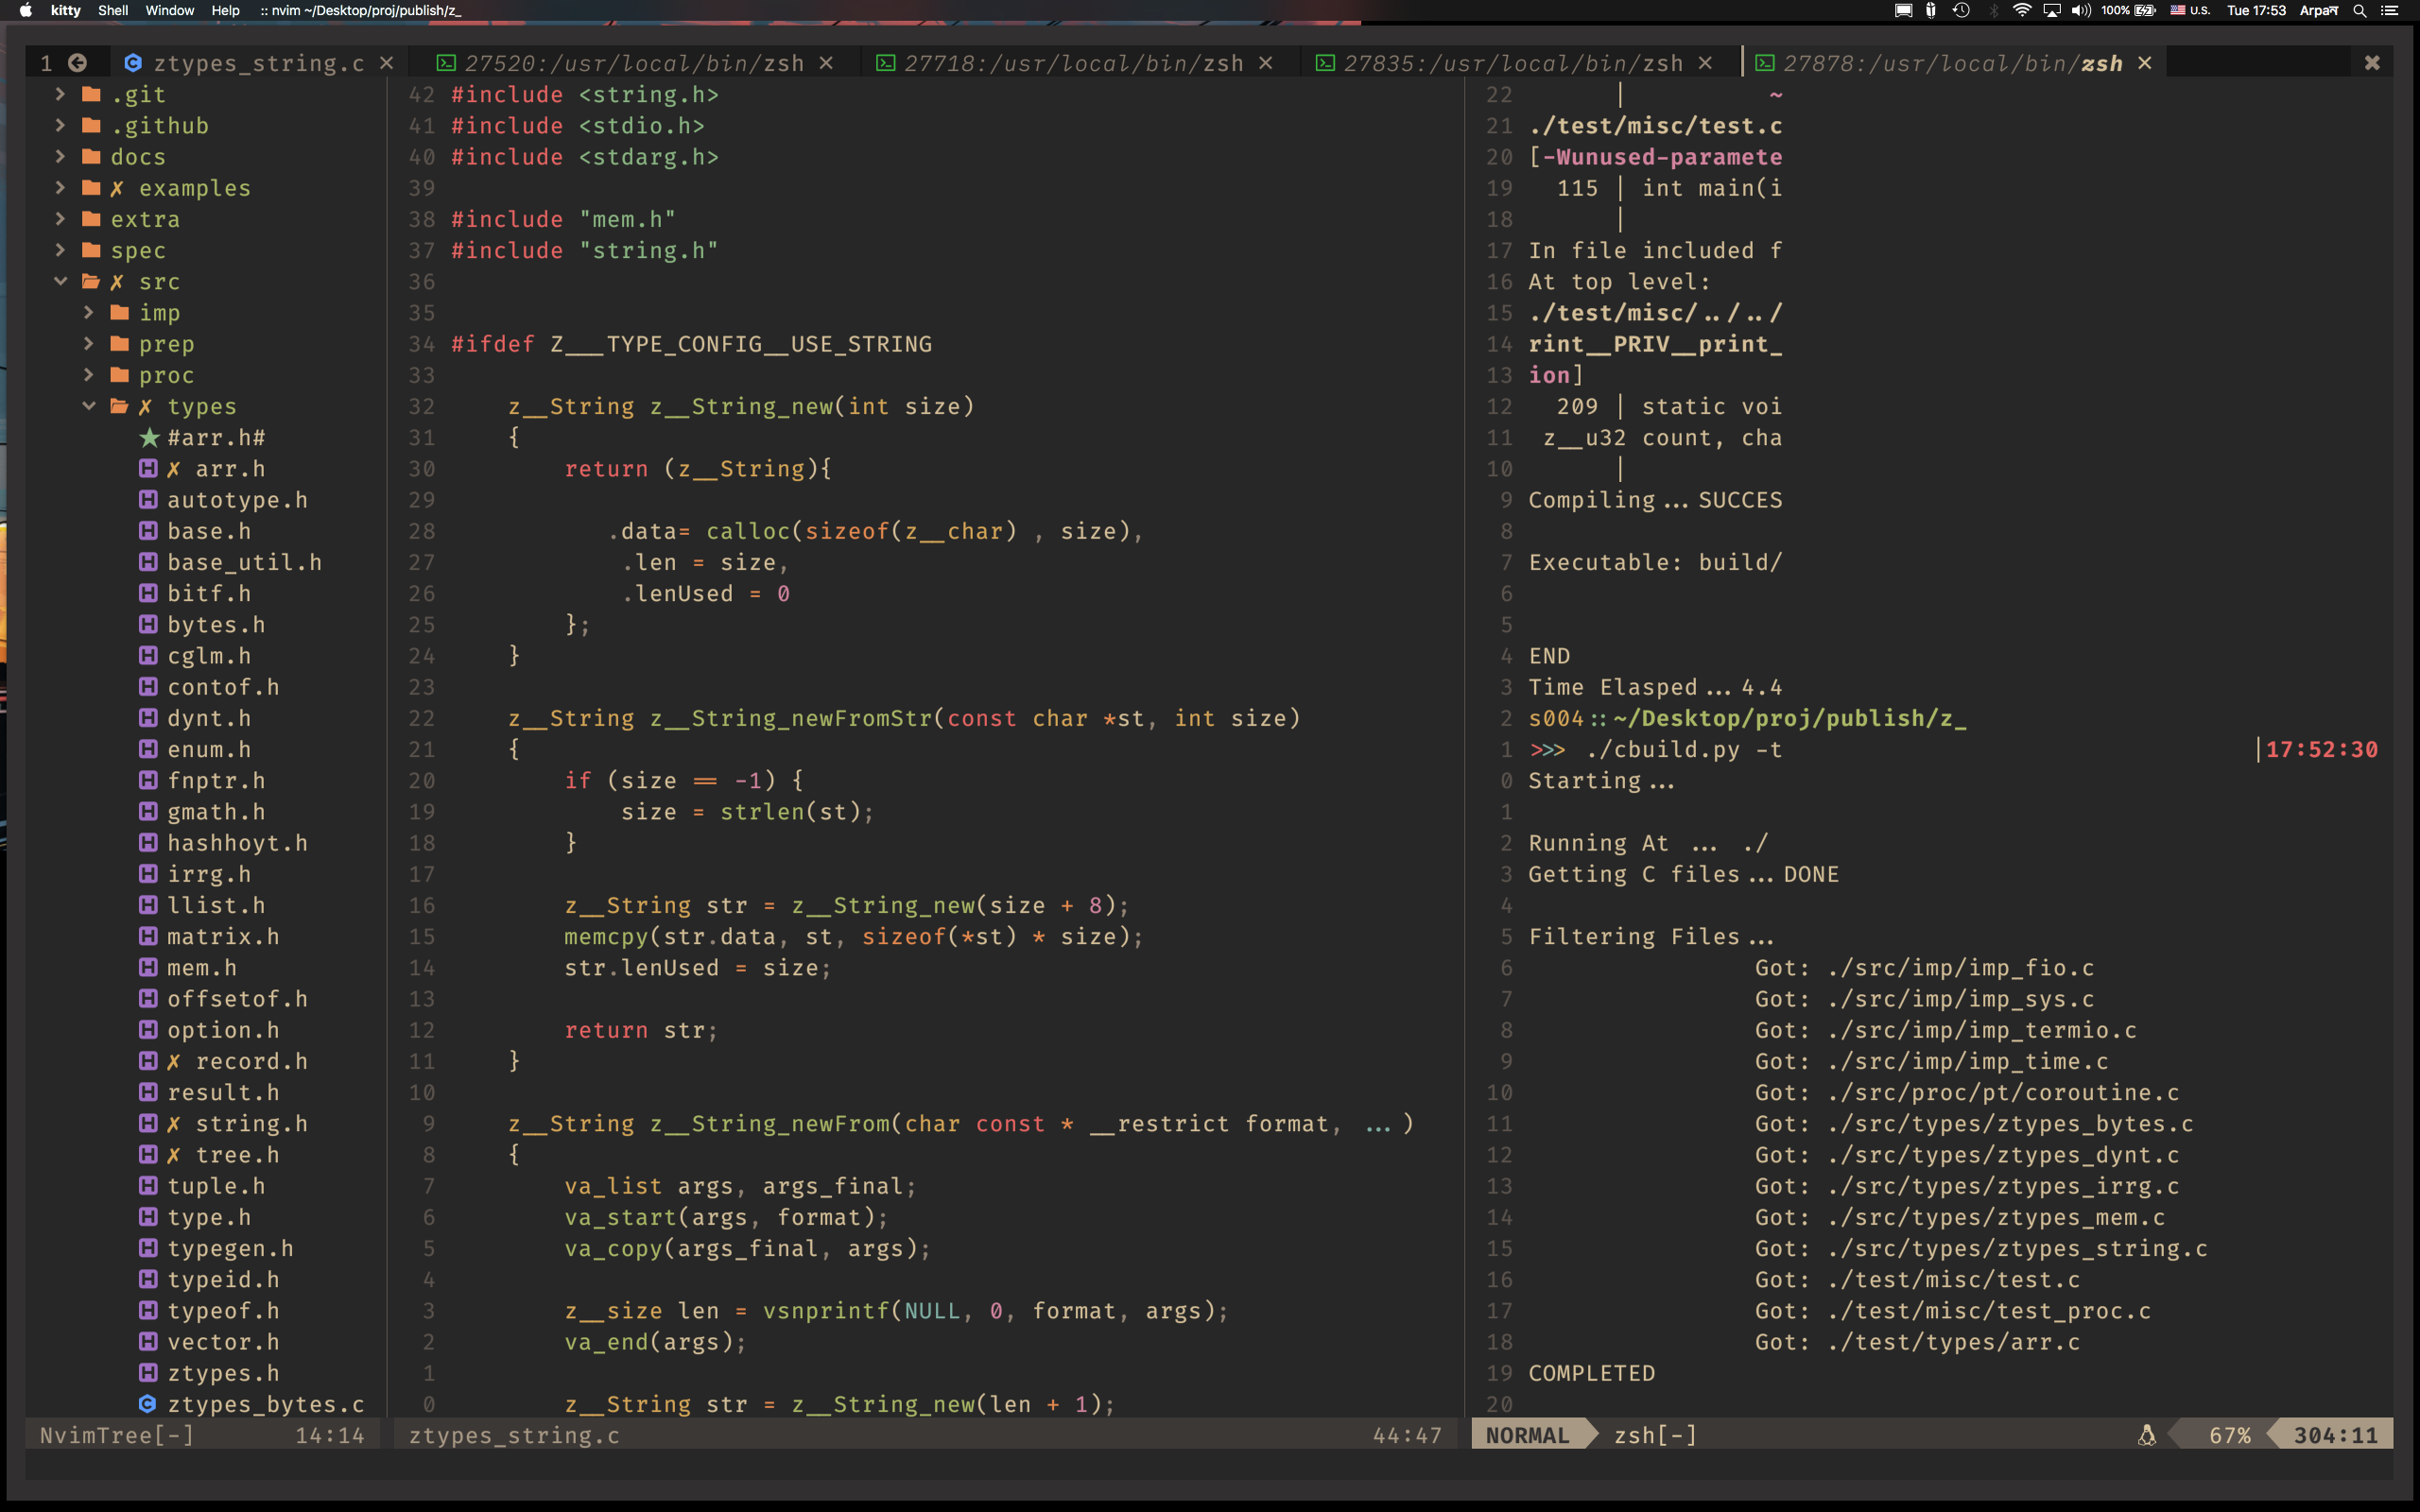 kitty Shell Window Help :: nvim ~/Desktop/proj/publish/z_ 100% U.S. Tue 17:53 Arpaন
1 ztypes_string.c 27520:/usr/local/bin/zsh 27718:/usr/local/bin/zsh 27835:/usr/local/bin/zsh 27878:/usr/local/bin/zsh
.git
.github
docs
✗ examples
extra
spec
✗ src
imp
prep
proc
✗ types
★ #arr.h#
H ✗ arr.h
H autotype.h
H base.h
H base_util.h
H bitf.h
H bytes.h
H cglm.h
H contof.h
H dynt.h
H enum.h
H fnptr.h
H gmath.h
H hashhoyt.h
H irrg.h
H llist.h
H matrix.h
H mem.h
H offsetof.h
H option.h
H ✗ record.h
H result.h
H ✗ string.h
H ✗ tree.h
H tuple.h
H type.h
H typegen.h
H typeid.h
H typeof.h
H vector.h
H ztypes.h
C ztypes_bytes.c
NvimTree[-] 14:14
42 #include <string.h>
41 #include <stdio.h>
40 #include <stdarg.h>
39
38 #include "mem.h"
37 #include "string.h"
36
35
34 #ifdef Z___TYPE_CONFIG__USE_STRING
33
32     z__String z__String_new(int size)
31     {
30         return (z__String){
29
28            .data= calloc(sizeof(z__char) , size),
27             .len = size,
26             .lenUsed = 0
25         };
24     }
23
22     z__String z__String_newFromStr(const char *st, int size)
21     {
20         if (size == -1) {
19             size = strlen(st);
18         }
17
16         z__String str = z__String_new(size + 8);
15         memcpy(str.data, st, sizeof(*st) * size);
14         str.lenUsed = size;
13
12         return str;
11     }
10
9     z__String z__String_newFrom(char const * __restrict format, ...)
8     {
7         va_list args, args_final;
6         va_start(args, format);
5         va_copy(args_final, args);
4
3         z__size len = vsnprintf(NULL, 0, format, args);
2         va_end(args);
1
0         z__String str = z__String_new(len + 1);
ztypes_string.c 44:47
22       |          ~
21 ./test/misc/test.c
20 [-Wunused-paramete
19   115 | int main(i
18       |
17 In file included f
16 At top level:
15 ./test/misc/../../
14 rint__PRIV__print_
13 ion]
12   209 | static voi
11  z__u32 count, cha
10       |
9 Compiling...SUCCES
8
7 Executable: build/
6
5
4 END
3 Time Elasped...4.4
2 s004::~/Desktop/proj/publish/z_
1 >>> ./cbuild.py -t |17:52:30
0 Starting...
1
2 Running At ... ./
3 Getting C files...DONE
4
5 Filtering Files...
6 Got: ./src/imp/imp_fio.c
7 Got: ./src/imp/imp_sys.c
8 Got: ./src/imp/imp_termio.c
9 Got: ./src/imp/imp_time.c
10 Got: ./src/proc/pt/coroutine.c
11 Got: ./src/types/ztypes_bytes.c
12 Got: ./src/types/ztypes_dynt.c
13 Got: ./src/types/ztypes_irrg.c
14 Got: ./src/types/ztypes_mem.c
15 Got: ./src/types/ztypes_string.c
16 Got: ./test/misc/test.c
17 Got: ./test/misc/test_proc.c
18 Got: ./test/types/arr.c
19 COMPLETED
20
NORMAL zsh[-] 67% 304:11